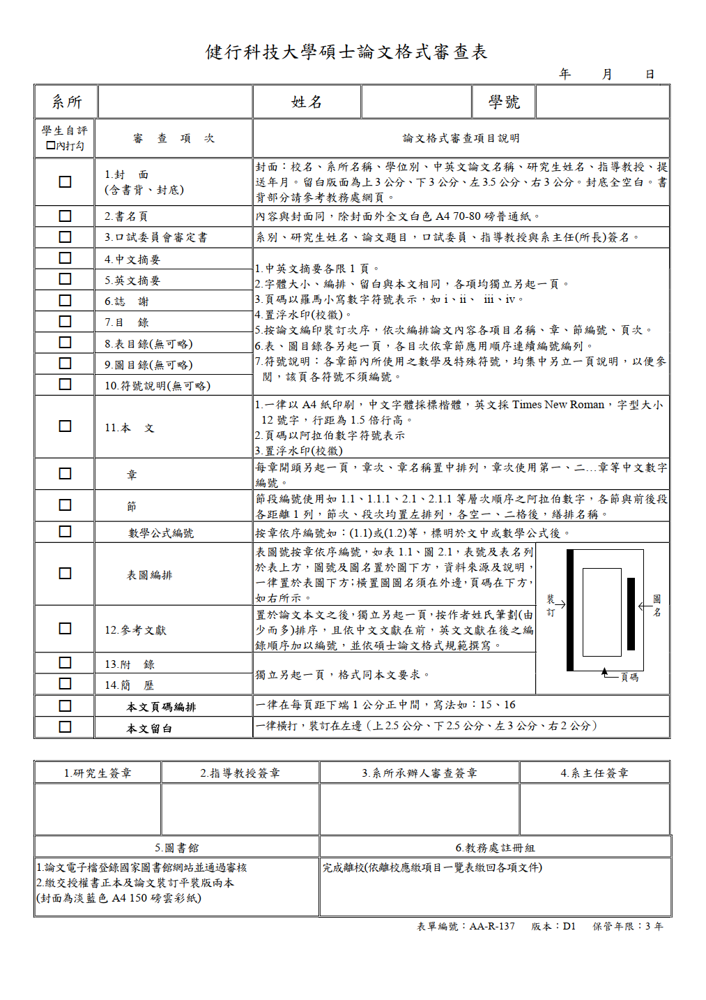 健行科技大學碩士論文格式審查表
年 月 日
系所 姓名 學號
學生自評
□內打勾
審 查 項 次
論文格式審查項目說明
□
1.封 面
(含書背、封底)
封面：校名、系所名稱、學位別、中英文論文名稱、研究生姓名、指導教授、提
送年月。留白版面為上 3 公分、下 3 公分、左 3.5 公分、右 3 公分。封底全空白。書
背部分請參考教務處網頁。
□ 2.書名頁 內容與封面同，除封面外全文白色 A4 70-80 磅普通紙。
□ 3.口試委員會審定書 系別、研究生姓名、論文題目，口試委員、指導教授與系主任(所長)簽名。
□ 4.中文摘要
□ 5.英文摘要
□ 6.誌 謝
□ 7.目 錄
□ 8.表目錄(無可略)
□ 9.圖目錄(無可略)
□ 10.符號說明(無可略)
1.中英文摘要各限 1 頁。
2.字體大小、編排、留白與本文相同，各項均獨立另起一頁。
3.頁碼以羅馬小寫數字符號表示，如 i、ii、 iii、iv。
4.置浮水印(校徽)。
5.按論文編印裝訂次序，依次編排論文內容各項目名稱、章、節編號、頁次。
6.表、圖目錄各另起一頁，各目次依章節應用順序連續編號編列。
7.符號說明：各章節內所使用之數學及特殊符號，均集中另立一頁說明，以便參
閱，該頁各符號不須編號。
□ 11.本 文
1.一律以 A4 紙印刷，中文字體採標楷體，英文採 Times New Roman，字型大小
12 號字，行距為 1.5 倍行高。
2.頁碼以阿拉伯數字符號表示
3.置浮水印(校徽)
□ 章
每章開頭另起一頁，章次、章名稱置中排列，章次使用第一、二…章等中文數字
編號。
□ 節
節段編號使用如 1.1、1.1.1、2.1、2.1.1 等層次順序之阿拉伯數字，各節與前後段
各距離 1 列，節次、段次均置左排列，各空一、二格後，繕排名稱。
□ 數學公式編號 按章依序編號如：(1.1)或(1.2)等，標明於文中或數學公式後。
□ 表圖編排
表圖號按章依序編號，如表 1.1、圖 2.1，表號及表名列
於表上方，圖號及圖名置於圖下方，資料來源及說明，
一律置於表圖下方；橫置圖圖名須在外邊，頁碼在下方，
如右所示。
裝
訂
圖
名
頁碼
□ 12.參考文獻
置於論文本文之後，獨立另起一頁，按作者姓氏筆劃(由
少而多)排序，且依中文文獻在前，英文文獻在後之編
錄順序加以編號，並依碩士論文格式規範撰寫。
□ 13.附 錄
□ 14.簡 歷
獨立另起一頁，格式同本文要求。
□ 本文頁碼編排 一律在每頁距下端 1 公分正中間，寫法如：15、16
□ 本文留白 一律橫打，裝訂在左邊（上 2.5 公分、下 2.5 公分、左 3 公分、右 2 公分）
1.研究生簽章 2.指導教授簽章 3.系所承辦人審查簽章 4.系主任簽章
5.圖書館 6.教務處註冊組
1.論文電子檔登錄國家圖書館網站並通過審核
2.繳交授權書正本及論文裝訂平裝版兩本
(封面為淡藍色 A4 150 磅雲彩紙)
完成離校(依離校應繳項目一覽表繳回各項文件)
表單編號：AA-R-137 版本：D1 保管年限：3 年